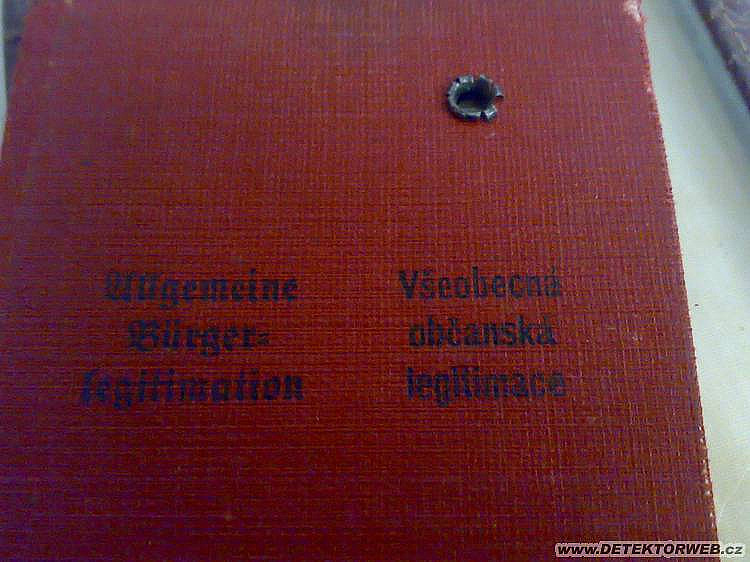 Allgemeine
Bürger=
legitimation
Všeobecná
občanská
legitimace
www.DETEKTORWEB.cz